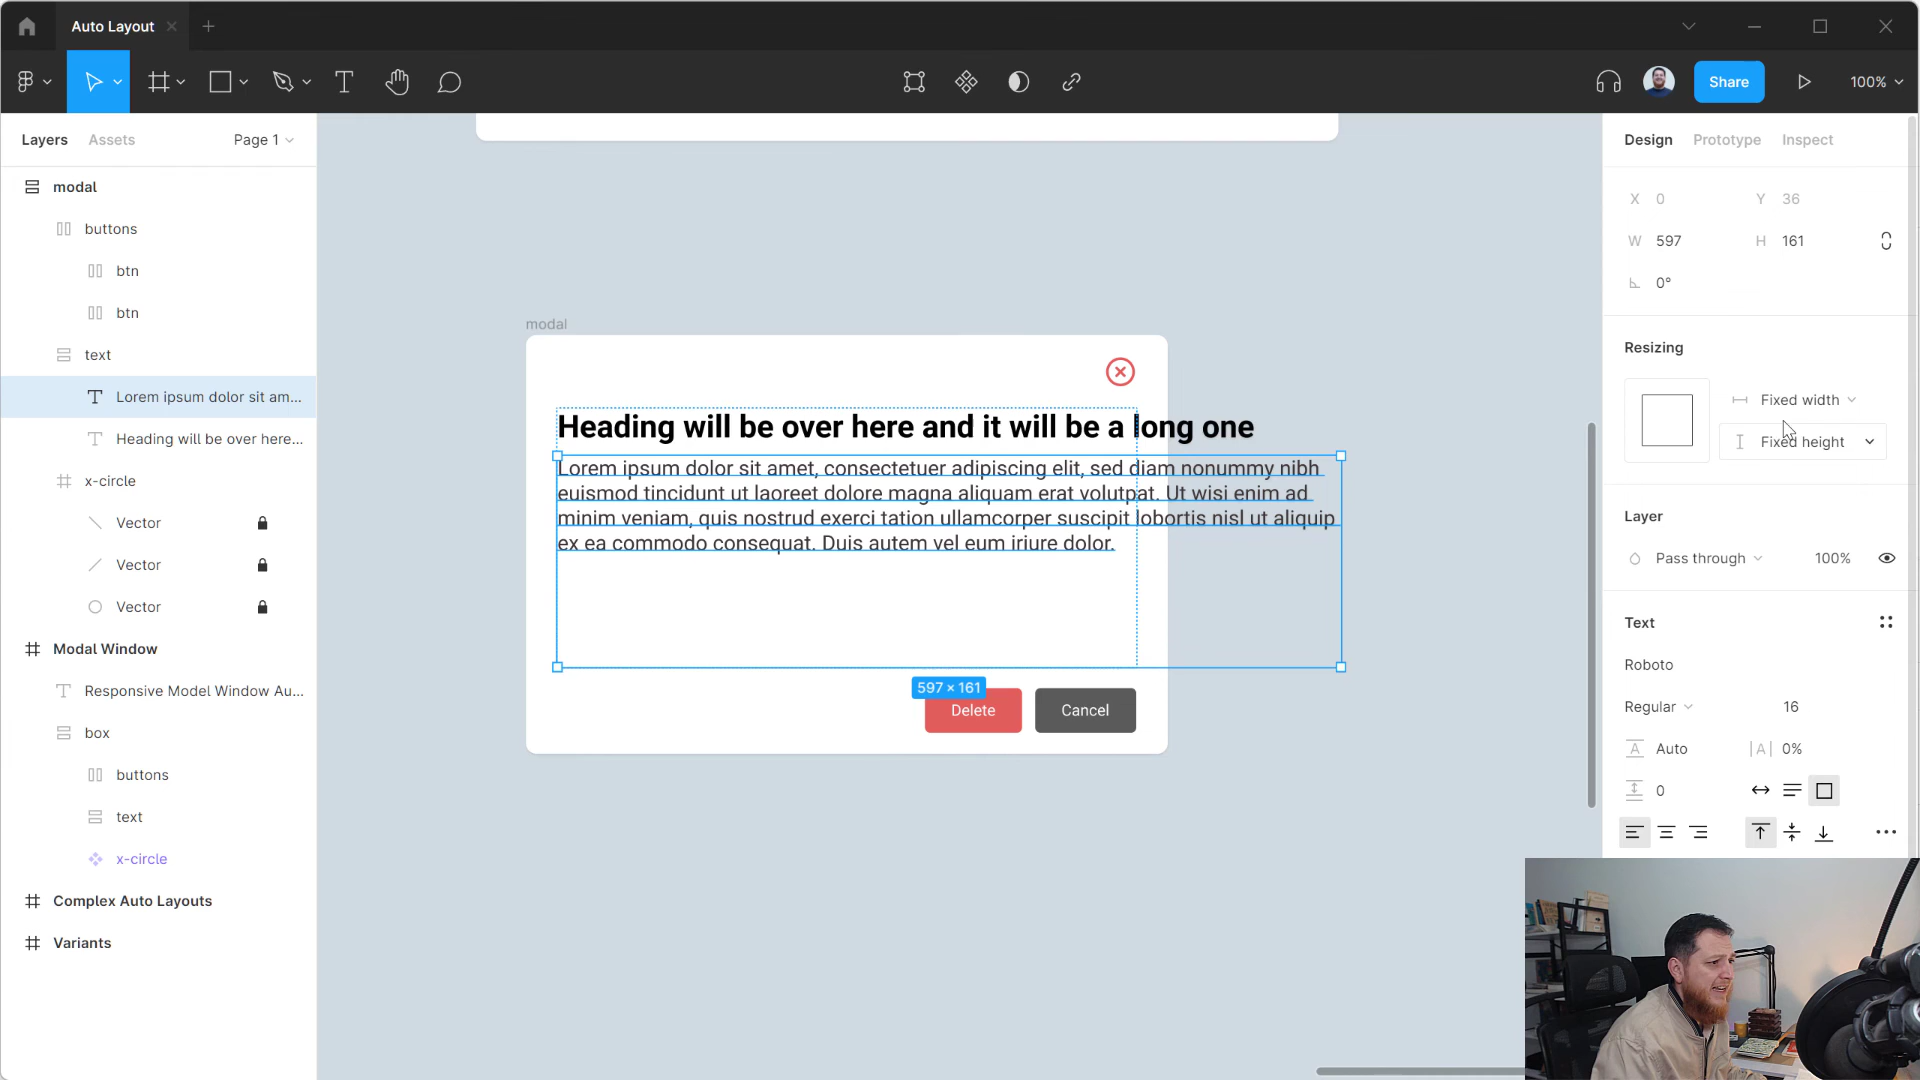 Auto Layout
Share
100%
Layers Assets Page 1
modal
buttons
btn
btn
text
Lorem ipsum dolor sit am...
Heading will be over here...
x-circle
Vector
Vector
Vector
Modal Window
Responsive Model Window Au...
box
buttons
text
x-circle
Complex Auto Layouts
Variants
modal
Heading will be over here and it will be a long one
Lorem ipsum dolor sit amet, consectetuer adipiscing elit, sed diam nonummy nibh
euismod tincidunt ut laoreet dolore magna aliquam erat volutpat. Ut wisi enim ad
minim veniam, quis nostrud exerci tation ullamcorper suscipit lobortis nisl ut aliquip
ex ea commodo consequat. Duis autem vel eum iriure dolor.
597 × 161
Delete Cancel
Design Prototype Inspect
X 0 Y 36
W 597 H 161
0°
Resizing
Fixed width
Fixed height
Layer
Pass through 100%
Text
Roboto
Regular 16
A Auto |A| 0%
0